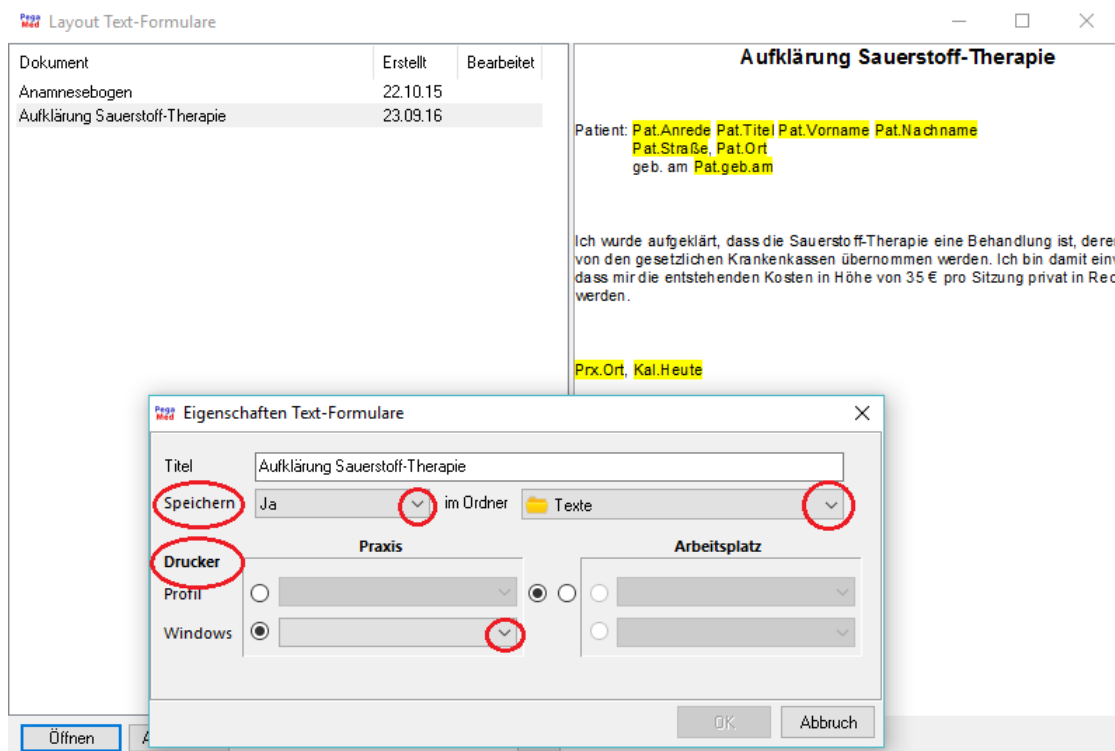 Pega
Med Layout Text-Formulare
Dokument Erstellt Bearbeitet
Anamnesebogen 22.10.15
Aufklärung Sauerstoff-Therapie 23.09.16
Aufklärung Sauerstoff-Therapie
Patient: Pat.Anrede Pat.Titel Pat.Vorname Pat.Nachname
Pat.Straße, Pat.Ort
geb. am Pat.geb.am
Ich wurde aufgeklärt, dass die Sauerstoff-Therapie eine Behandlung ist,
von den gesetzlichen Krankenkassen übernommen werden. Ich bin damit
dass mir die entstehenden Kosten in Höhe von 35 € pro Sitzung privat in
werden.
Prx.Ort, Kal.Heute
Pega
Med Eigenschaften Text-Formulare
Titel Aufklärung Sauerstoff-Therapie
Speichern Ja im Ordner Texte
Praxis Arbeitsplatz
Drucker
Profil
Windows
OK Abbruch
Öffnen